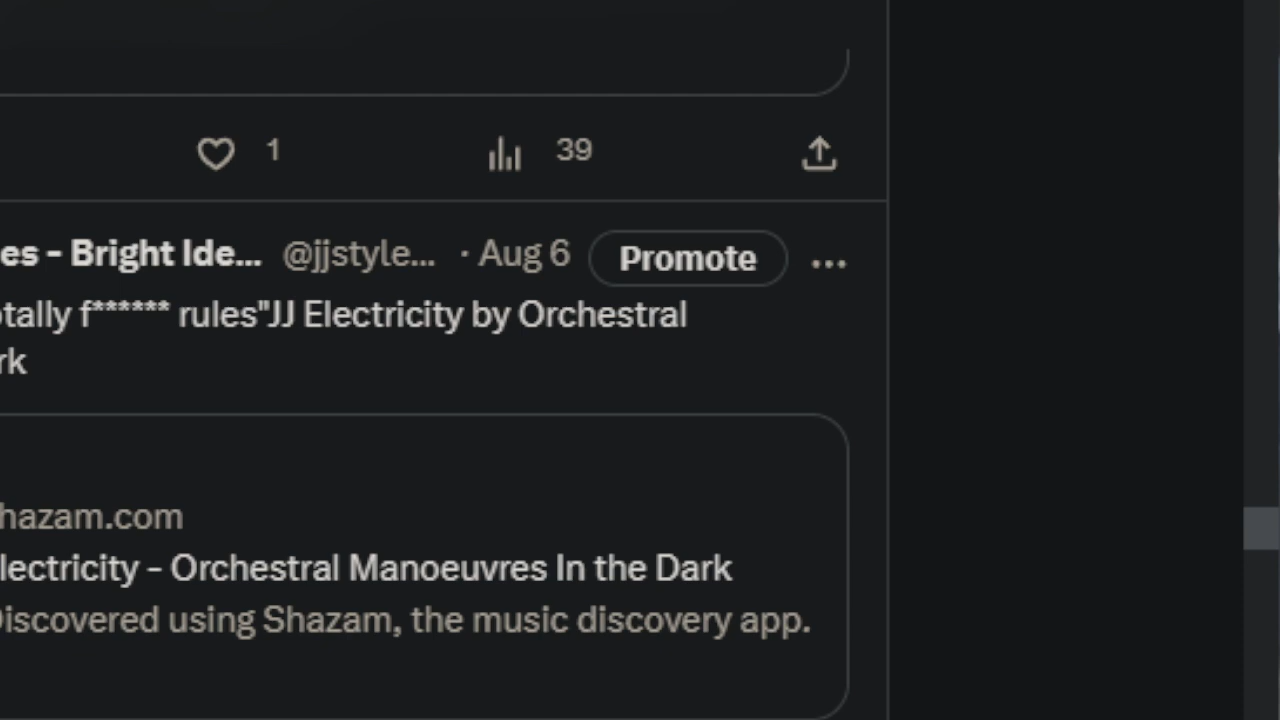 1 39
es - Bright Ide... @jjstyle... · Aug 6 Promote ...
otally f****** rules"JJ Electricity by Orchestral
rk
hazam.com
lectricity - Orchestral Manoeuvres In the Dark
Discovered using Shazam, the music discovery app.